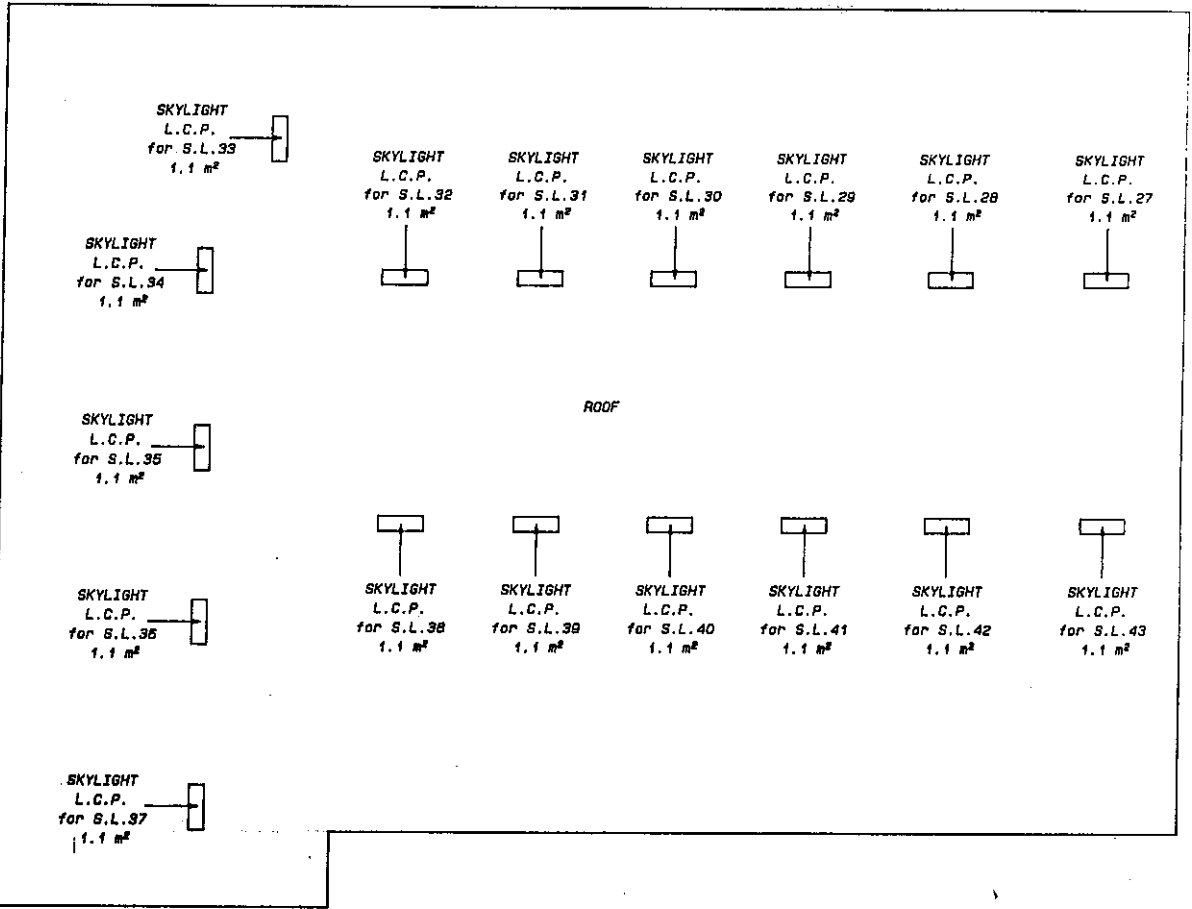 SKYLIGHT
L.C.P.
for S.L.33
1.1 m²
SKYLIGHT
L.C.P.
for S.L.32
1.1 m²
SKYLIGHT
L.C.P.
for S.L.31
1.1 m²
SKYLIGHT
L.C.P.
for S.L.30
1.1 m²
SKYLIGHT
L.C.P.
for S.L.29
1.1 m²
SKYLIGHT
L.C.P.
for S.L.28
1.1 m²
SKYLIGHT
L.C.P.
for S.L.27
1.1 m²
SKYLIGHT
L.C.P.
for S.L.34
1.1 m²
ROOF
SKYLIGHT
L.C.P.
for S.L.35
1.1 m²
SKYLIGHT
L.C.P.
for S.L.36
1.1 m²
SKYLIGHT
L.C.P.
for S.L.38
1.1 m²
SKYLIGHT
L.C.P.
for S.L.39
1.1 m²
SKYLIGHT
L.C.P.
for S.L.40
1.1 m²
SKYLIGHT
L.C.P.
for S.L.41
1.1 m²
SKYLIGHT
L.C.P.
for S.L.42
1.1 m²
SKYLIGHT
L.C.P.
for S.L.43
1.1 m²
SKYLIGHT
L.C.P.
for S.L.37
1.1 m²